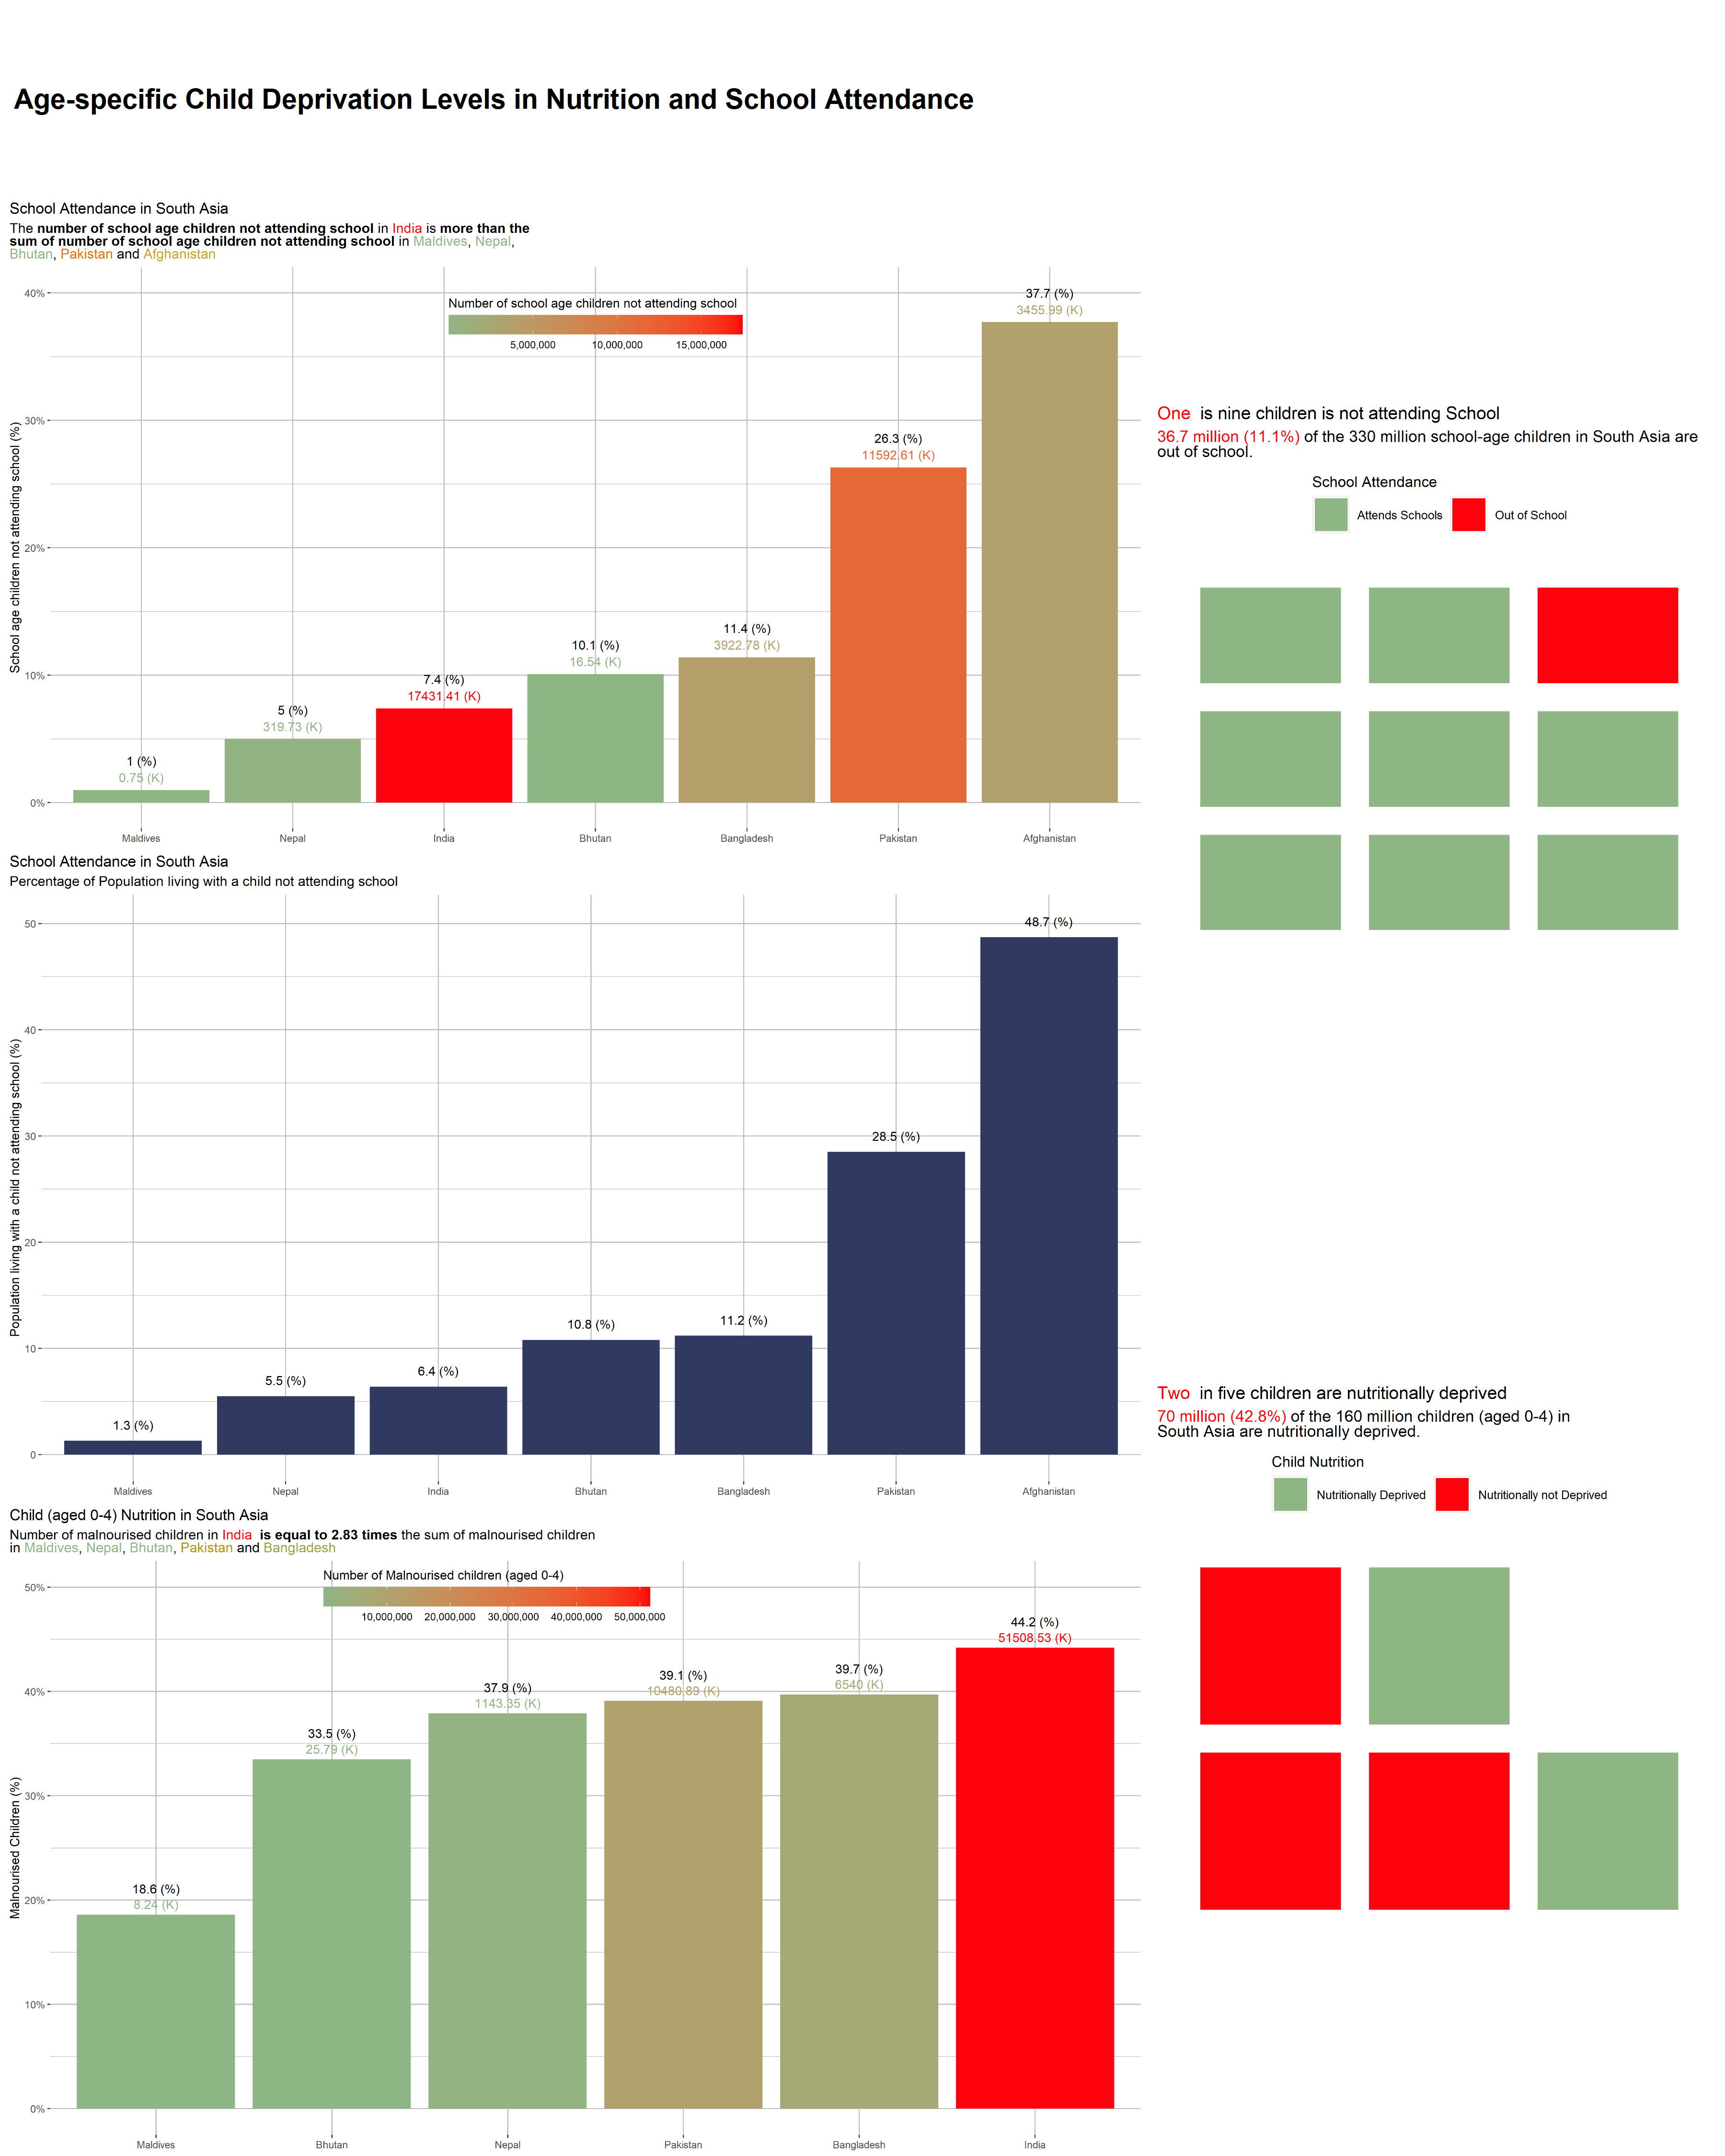 Age-specific Child Deprivation Levels in Nutrition and School Attendance
School Attendance in South Asia
The number of school age children not attending school in India is more than the
sum of number of school age children not attending school in Maldives, Nepal,
Bhutan, Pakistan and Afghanistan
School age children not attending school (%)
40%
30%
20%
10%
0%
Number of school age children not attending school
5,000,000 10,000,000 15,000,000
1 (%)
0.75 (K)
5 (%)
319.73 (K)
7.4 (%)
17431.41 (K)
10.1 (%)
16.54 (K)
11.4 (%)
3922.78 (K)
26.3 (%)
11592.61 (K)
37.7 (%)
3455.99 (K)
Maldives Nepal India Bhutan Bangladesh Pakistan Afghanistan
One is nine children is not attending School
36.7 million (11.1%) of the 330 million school-age children in South Asia are
out of school.
School Attendance
Attends Schools Out of School
School Attendance in South Asia
Percentage of Population living with a child not attending school
Population living with a child not attending school (%)
50
40
30
20
10
0
1.3 (%)
5.5 (%)
6.4 (%)
10.8 (%)
11.2 (%)
28.5 (%)
48.7 (%)
Maldives Nepal India Bhutan Bangladesh Pakistan Afghanistan
Two in five children are nutritionally deprived
70 million (42.8%) of the 160 million children (aged 0-4) in
South Asia are nutritionally deprived.
Child Nutrition
Nutritionally Deprived Nutritionally not Deprived
Child (aged 0-4) Nutrition in South Asia
Number of malnourised children in India is equal to 2.83 times the sum of malnourised children
in Maldives, Nepal, Bhutan, Pakistan and Bangladesh
Malnourised Children (%)
50%
40%
30%
20%
10%
0%
Number of Malnourised children (aged 0-4)
10,000,000 20,000,000 30,000,000 40,000,000 50,000,000
18.6 (%)
8.24 (K)
33.5 (%)
25.79 (K)
37.9 (%)
1143.35 (K)
39.1 (%)
10480.89 (K)
39.7 (%)
6540 (K)
44.2 (%)
51508.53 (K)
Maldives Bhutan Nepal Pakistan Bangladesh India